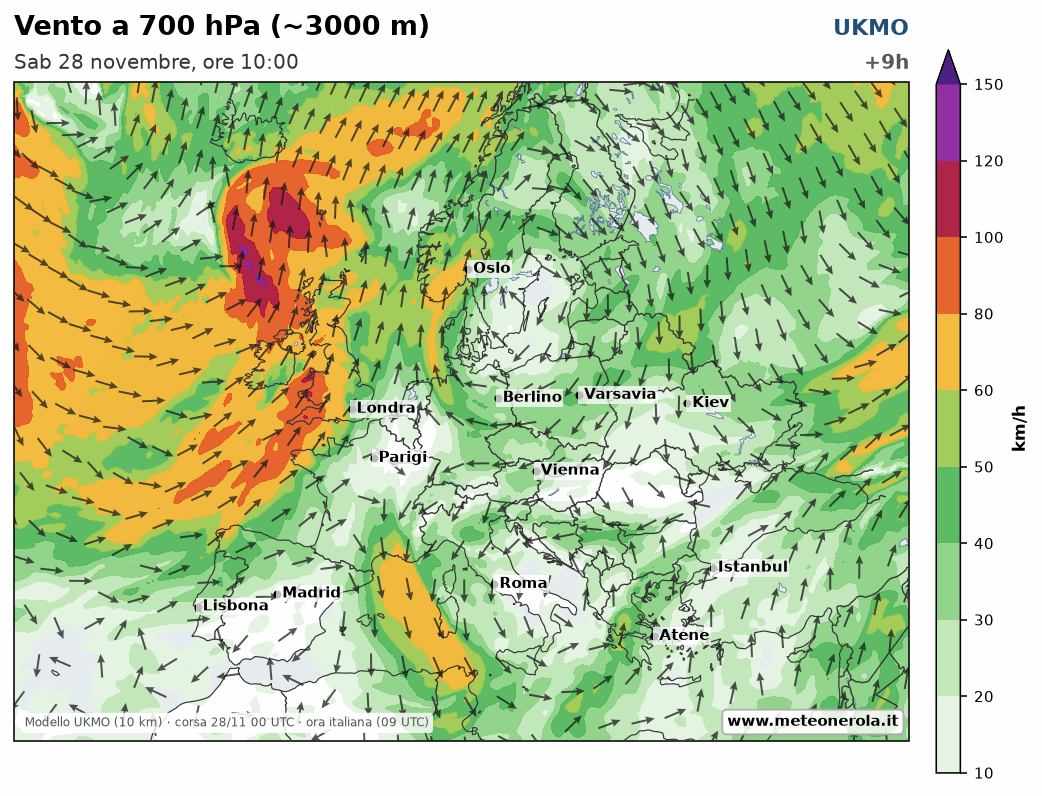 Vento a 700 hPa (~3000 m)
UKMO
Sab 28 novembre, ore 10:00
+9h
150
120
100
80
60
50
40
30
20
10
km/h
Oslo
Berlino
Varsavia
Kiev
Londra
Parigi
Vienna
Roma
Istanbul
Madrid
Lisbona
Atene
Modello UKMO (10 km) · corsa 28/11 00 UTC · ora italiana (09 UTC)
www.meteonerola.it